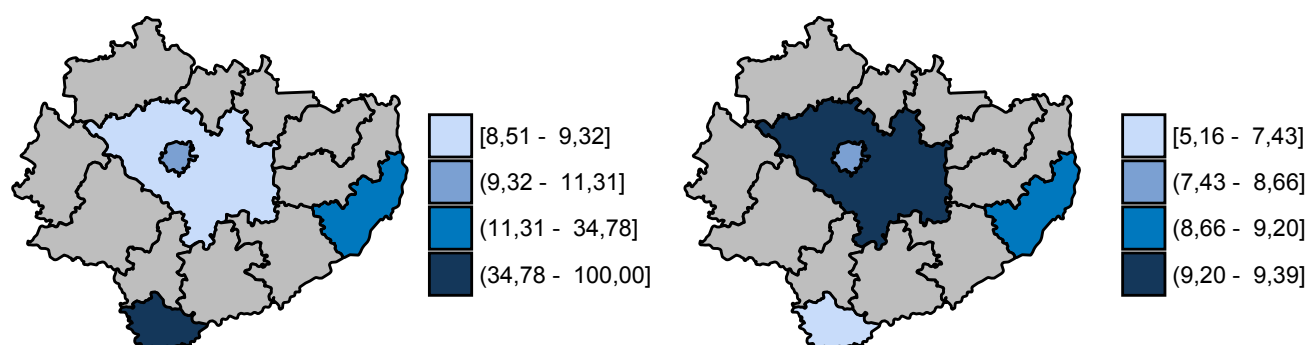 [8,51 - 9,32]
(9,32 - 11,31]
(11,31 - 34,78]
(34,78 - 100,00]
[5,16 - 7,43]
(7,43 - 8,66]
(8,66 - 9,20]
(9,20 - 9,39]